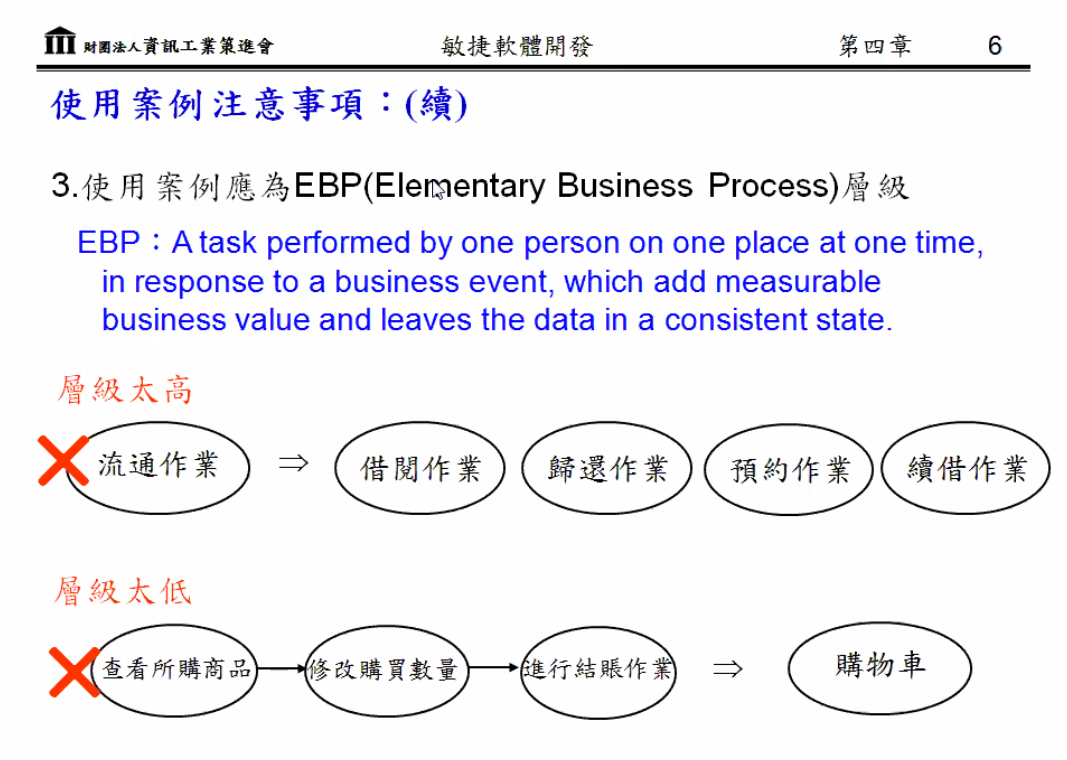 財團法人資訊工業策進會 敏捷軟體開發 第四章 6
使用案例注意事項：(續)
3.使用案例應為EBP(Elementary Business Process)層級
EBP：A task performed by one person on one place at one time,
in response to a business event, which add measurable
business value and leaves the data in a consistent state.
層級太高
流通作業 ⇒ 借閱作業 歸還作業 預約作業 續借作業
層級太低
查看所購商品 修改購買數量 進行結賬作業 ⇒ 購物車